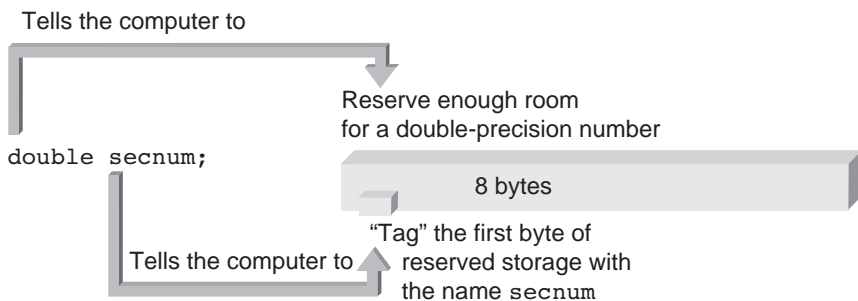 Tells the computer to
Reserve enough room
for a double-precision number
double secnum;
8 bytes
“Tag” the first byte of
Tells the computer to
reserved storage with
the name secnum